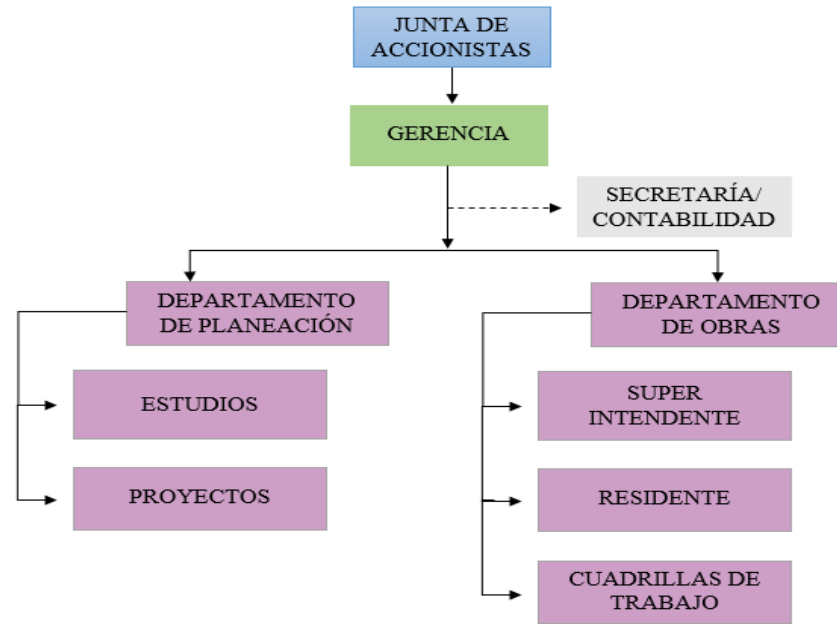 JUNTA DE
ACCIONISTAS
GERENCIA
SECRETARÍA/
CONTABILIDAD
DEPARTAMENTO
DE PLANEACIÓN
ESTUDIOS
PROYECTOS
DEPARTAMENTO
DE OBRAS
SUPER
INTENDENTE
RESIDENTE
CUADRILLAS DE
TRABAJO